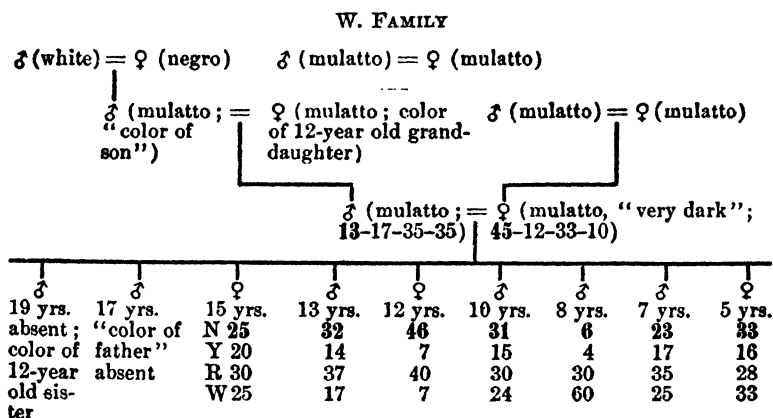 W. FAMILY
♂ (white) = ♀ (negro) ♂ (mulatto) = ♀ (mulatto)
♂ (mulatto ; = ♀ (mulatto ; color ♂ (mulatto) = ♀ (mulatto)
"color of of 12-year old grand-
son") daughter)
♂ (mulatto ; = ♀ (mulatto, "very dark" ;
13-17-35-35) 45-12-33-10)
♂ ♂ ♀ ♂ ♀ ♂ ♂ ♂ ♀
19 yrs. 17 yrs. 15 yrs. 13 yrs. 12 yrs. 10 yrs. 8 yrs. 7 yrs. 5 yrs.
absent ; "color of N 25 32 46 31 6 23 33
color of father" Y 20 14 7 15 4 17 16
12-year absent R 30 37 40 30 30 35 28
old sis- W 25 17 7 24 60 25 33
ter